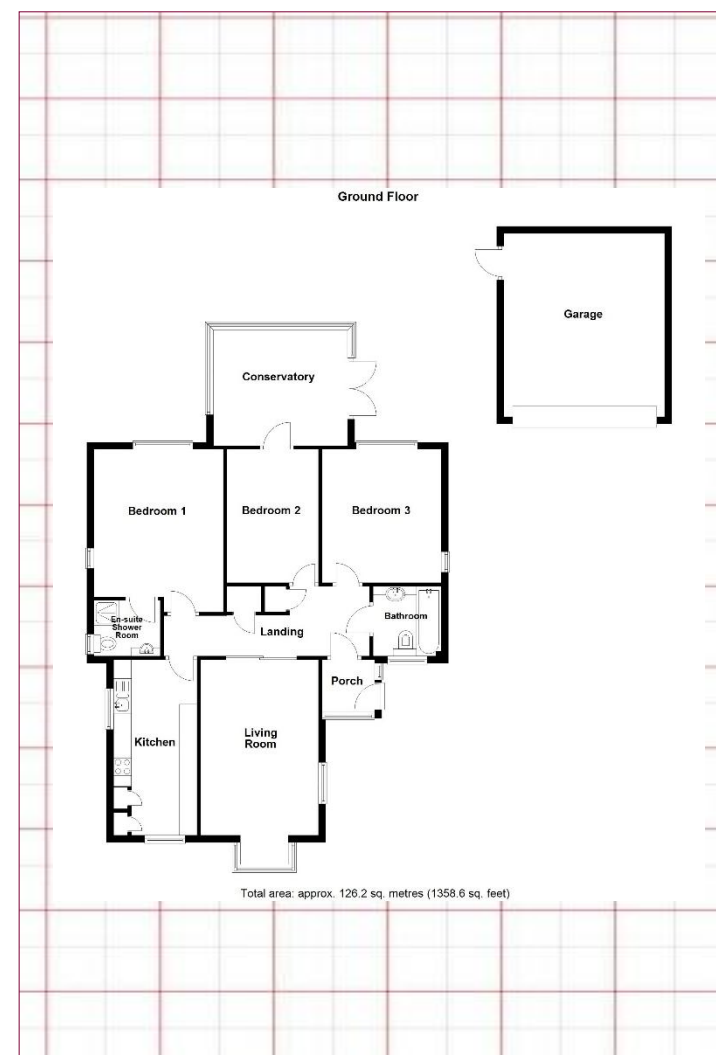 Ground Floor
Garage
Conservatory
Bedroom 1
Bedroom 2
Bedroom 3
En-suite
Shower
Room
Bathroom
Landing
Porch
Kitchen
Living
Room
Total area: approx. 126.2 sq. metres (1358.6 sq. feet)